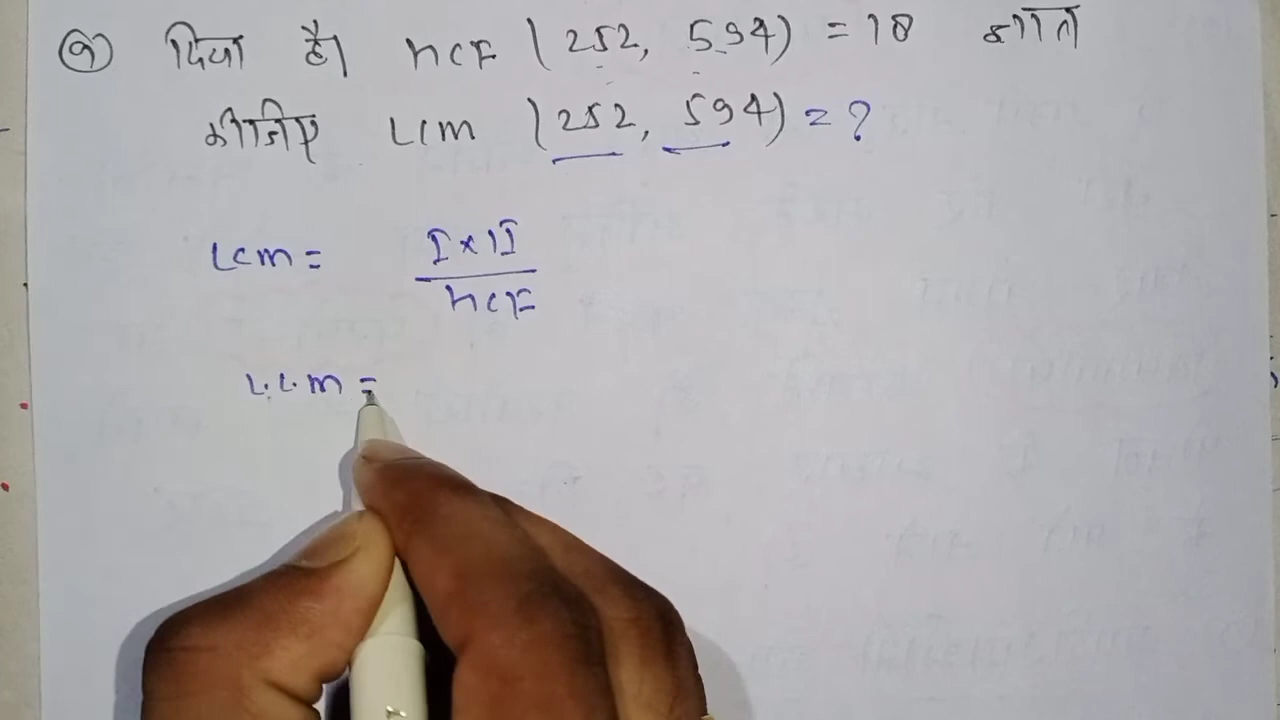 (9) दिया है। HCF (252, 594) = 18 ज्ञात
कीजिए LCM (252, 594) = ?
LCM = I × II / HCF
L.C.M =